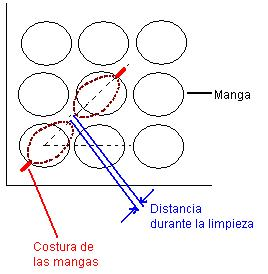 Manga
Distancia
durante la limpieza
Costura de
las mangas